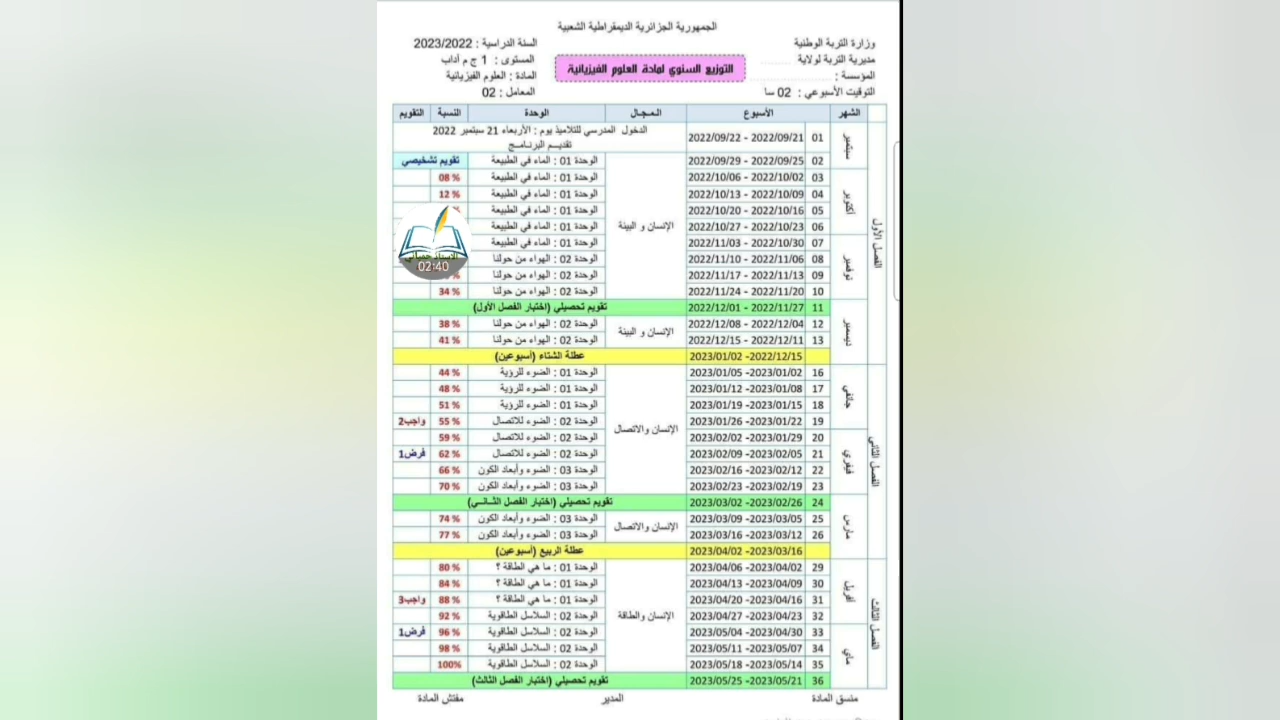 الجمهورية الجزائرية الديمقراطية الشعبية
وزارة التربة الوطنية السنة الدراسية : 2023/2022
مديرية التربة لولاية .......... المستوى : 1 ج م آداب
التوزيع السنوي لمادة العلوم الفيزيائية
المؤسسة : .......... المادة : العلوم الفيزيائية
التوقيت الأسبوعي : 02 سا المعامل : 02
الشهر الأسبوع المجال الوحدة النسبة التقويم
الفصل الأول
سبتمبر
01 2022/09/21 - 2022/09/22 الدخول المدرسي للتلاميذ يوم : الأربعاء 21 سبتمبر 2022
تقديم البرنامج
02 2022/09/25 - 2022/09/29 الوحدة 01 : الماء في الطبيعة تقويم تشخيصي
أكتوبر
03 2022/10/02 - 2022/10/06 الوحدة 01 : الماء في الطبيعة 08 %
04 2022/10/09 - 2022/10/13 الوحدة 01 : الماء في الطبيعة 12 %
05 2022/10/16 - 2022/10/20 الوحدة 01 : الماء في الطبيعة
06 2022/10/23 - 2022/10/27 الإنسان و البيئة الوحدة 01 : الماء في الطبيعة
نوفمبر
07 2022/10/30 - 2022/11/03 الوحدة 01 : الماء في الطبيعة
08 2022/11/06 - 2022/11/10 الوحدة 02 : الهواء من حولنا
09 2022/11/13 - 2022/11/17 الوحدة 02 : الهواء من حولنا
10 2022/11/20 - 2022/11/24 الوحدة 02 : الهواء من حولنا 34 %
02:40
ديسمبر
11 2022/11/27 - 2022/12/01 تقويم تحصيلي (اختبار الفصل الأول)
12 2022/12/04 - 2022/12/08 الإنسان و البيئة الوحدة 02 : الهواء من حولنا 38 %
13 2022/12/11 - 2022/12/15 الوحدة 02 : الهواء من حولنا 41 %
2022/12/15- 2023/01/02 عطلة الشتاء (أسبوعين)
الفصل الثاني
جانفي
16 2023/01/02- 2023/01/05 الوحدة 01 : الضوء للرؤية 44 %
17 2023/01/08- 2023/01/12 الوحدة 01 : الضوء للرؤية 48 %
18 2023/01/15- 2023/01/19 الوحدة 01 : الضوء للرؤية 51 %
19 2023/01/22- 2023/01/26 الإنسان والاتصال الوحدة 02 : الضوء للاتصال 55 % واجب2
فيفري
20 2023/01/29- 2023/02/02 الوحدة 02 : الضوء للاتصال 59 %
21 2023/02/05- 2023/02/09 الوحدة 02 : الضوء للاتصال 62 % فرض1
22 2023/02/12- 2023/02/16 الوحدة 03 : الضوء وأبعاد الكون 66 %
23 2023/02/19- 2023/02/23 الوحدة 03 : الضوء وأبعاد الكون 70 %
مارس
24 2023/02/26- 2023/03/02 تقويم تحصيلي (اختبار الفصل الثـانـي)
25 2023/03/05- 2023/03/09 الإنسان والاتصال الوحدة 03 : الضوء وأبعاد الكون 74 %
26 2023/03/12- 2023/03/16 الوحدة 03 : الضوء وأبعاد الكون 77 %
2023/03/16- 2023/04/02 عطلة الربيع (أسبوعين)
الفصل الثالث
أفريل
29 2023/04/02- 2023/04/06 الوحدة 01 : ما هي الطاقة ؟ 80 %
30 2023/04/09- 2023/04/13 الوحدة 01 : ما هي الطاقة ؟ 84 %
31 2023/04/16- 2023/04/20 الوحدة 01 : ما هي الطاقة ؟ 88 % واجب3
32 2023/04/23- 2023/04/27 الإنسان والطاقة الوحدة 02 : السلاسل الطاقوية 92 %
ماي
33 2023/04/30- 2023/05/04 الوحدة 02 : السلاسل الطاقوية 96 % فرض1
34 2023/05/07- 2023/05/11 الوحدة 02 : السلاسل الطاقوية 98 %
35 2023/05/14- 2023/05/18 الوحدة 02 : السلاسل الطاقوية 100%
36 2023/05/21- 2023/05/25 تقويم تحصيلي (اختبار الفصل الثالث)
منسق المادة المدير مفتش المادة